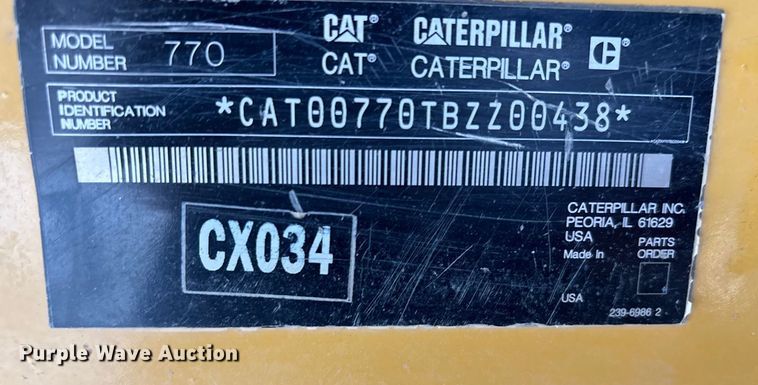 MODEL NUMBER 770
CAT CATERPILLAR C
CAT® CATERPILLAR®
PRODUCT
IDENTIFICATION
NUMBER
*CAT00770TBZZ00438*
CX034
CATERPILLAR INC.
PEORIA, IL 61629
USA
PARTS
Made in ORDER
USA
239-6986 2
Purple Wave Auction